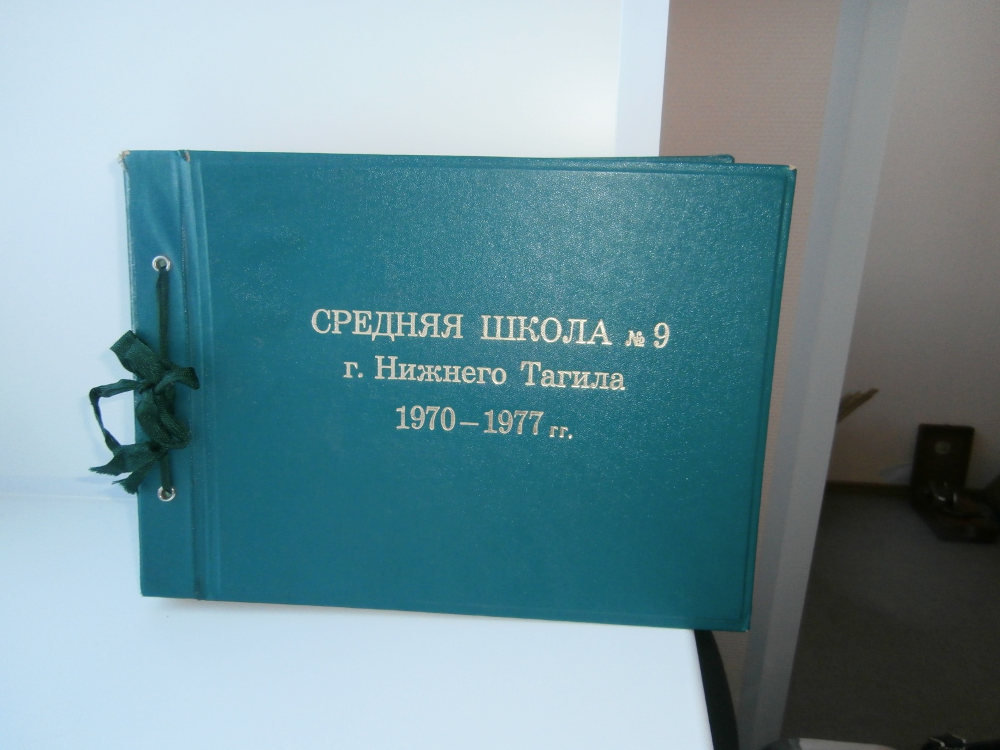 СРЕДНЯЯ ШКОЛА № 9
г. Нижнего Тагила
1970—1977 гг.